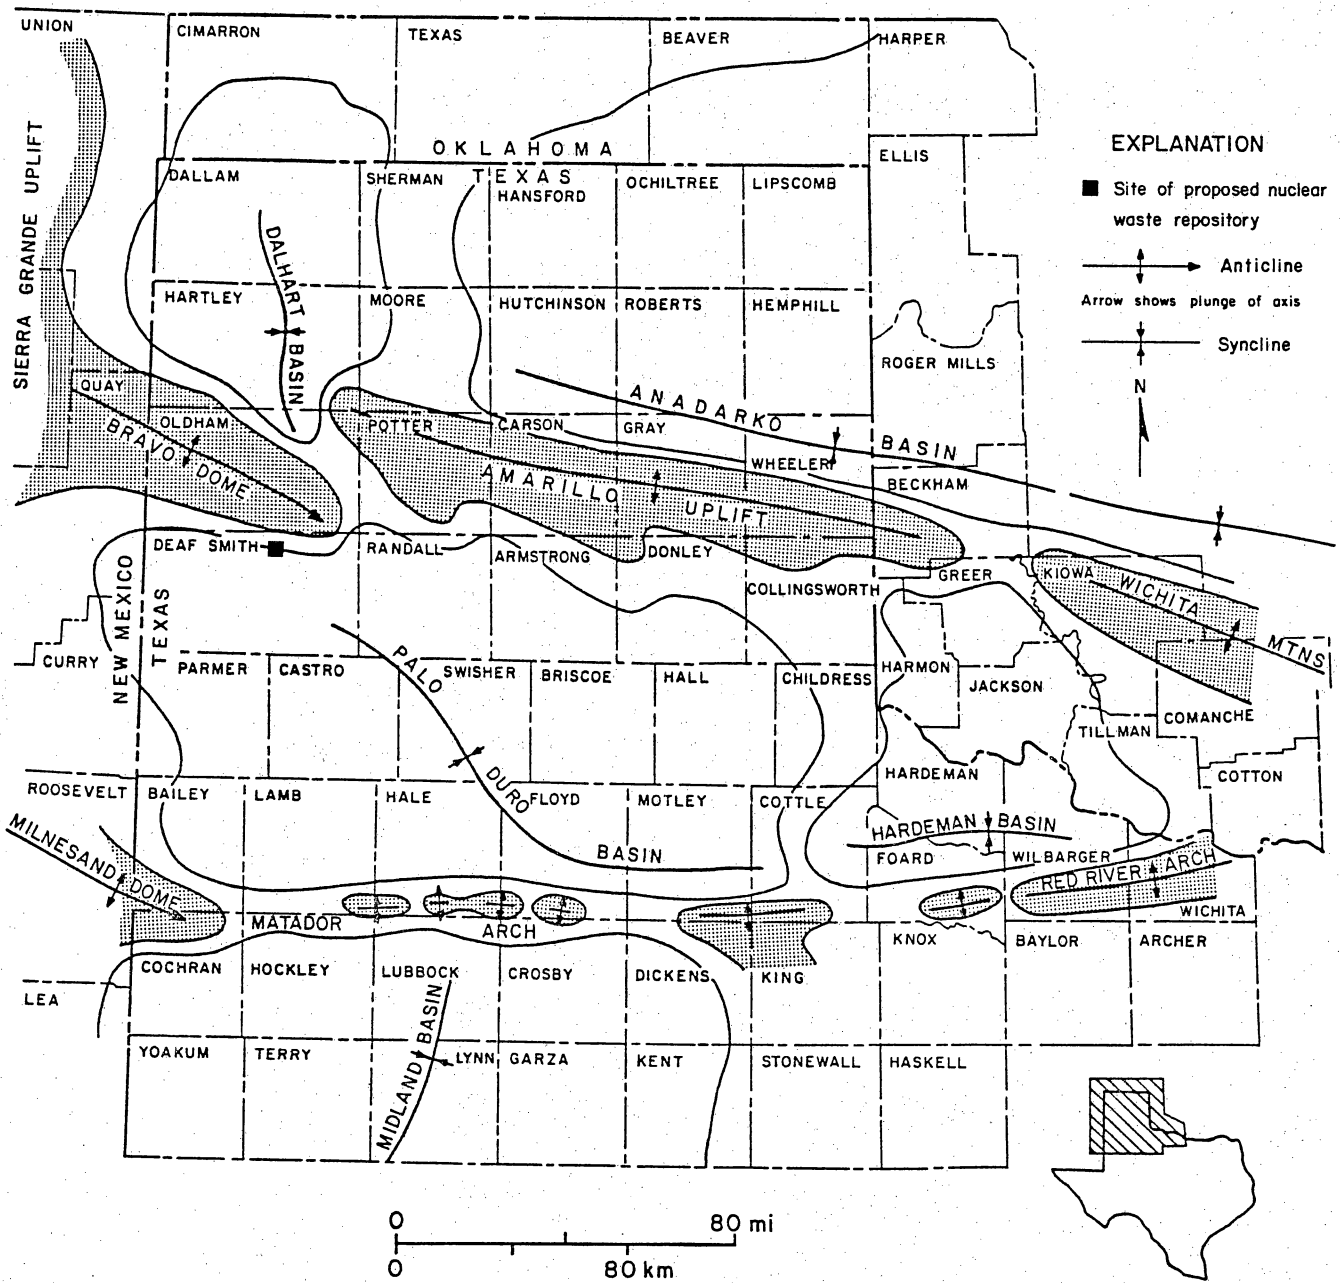 UNION
CIMARRON
TEXAS
BEAVER
HARPER
SIERRA GRANDE UPLIFT
OKLAHOMA
TEXAS
ELLIS
EXPLANATION
Site of proposed nuclear
waste repository
Anticline
Arrow shows plunge of axis
Syncline
N
DALLAM
SHERMAN
HANSFORD
OCHILTREE
LIPSCOMB
DALHART BASIN
HARTLEY
MOORE
HUTCHINSON
ROBERTS
HEMPHILL
ROGER MILLS
QUAY
OLDHAM
BRAVO DOME
POTTER
CARSON
GRAY
ANADARKO BASIN
WHEELER
BECKHAM
AMARILLO UPLIFT
DEAF SMITH
RANDALL
ARMSTRONG
DONLEY
COLLINGSWORTH
GREER
KIOWA
WICHITA MTNS
NEW MEXICO
TEXAS
CURRY
PARMER
CASTRO
PALO DURO BASIN
SWISHER
BRISCOE
HALL
CHILDRESS
HARMON
JACKSON
TILLMAN
COMANCHE
COTTON
ROOSEVELT
BAILEY
LAMB
HALE
FLOYD
MOTLEY
COTTLE
HARDEMAN
HARDEMAN BASIN
FOARD
WILBARGER
MILNESAND DOME
RED RIVER ARCH
WICHITA
MATADOR ARCH
COCHRAN
HOCKLEY
LUBBOCK
CROSBY
DICKENS
KING
KNOX
BAYLOR
ARCHER
LEA
MIDLAND BASIN
YOAKUM
TERRY
LYNN
GARZA
KENT
STONEWALL
HASKELL
0 80 mi
0 80 km